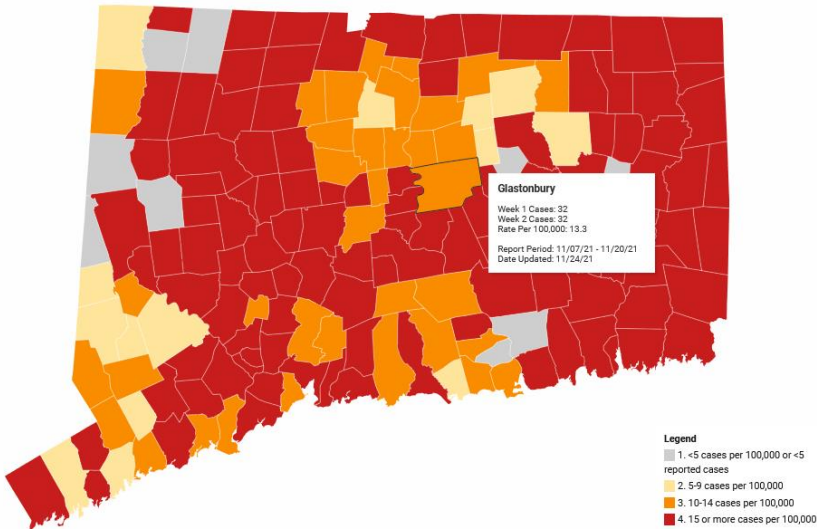 Glastonbury
Week 1 Cases: 32
Week 2 Cases: 32
Rate Per 100,000: 13.3
Report Period: 11/07/21 - 11/20/21
Date Updated: 11/24/21
Legend
1. <5 cases per 100,000 or <5
reported cases
2. 5-9 cases per 100,000
3. 10-14 cases per 100,000
4. 15 or more cases per 100,000